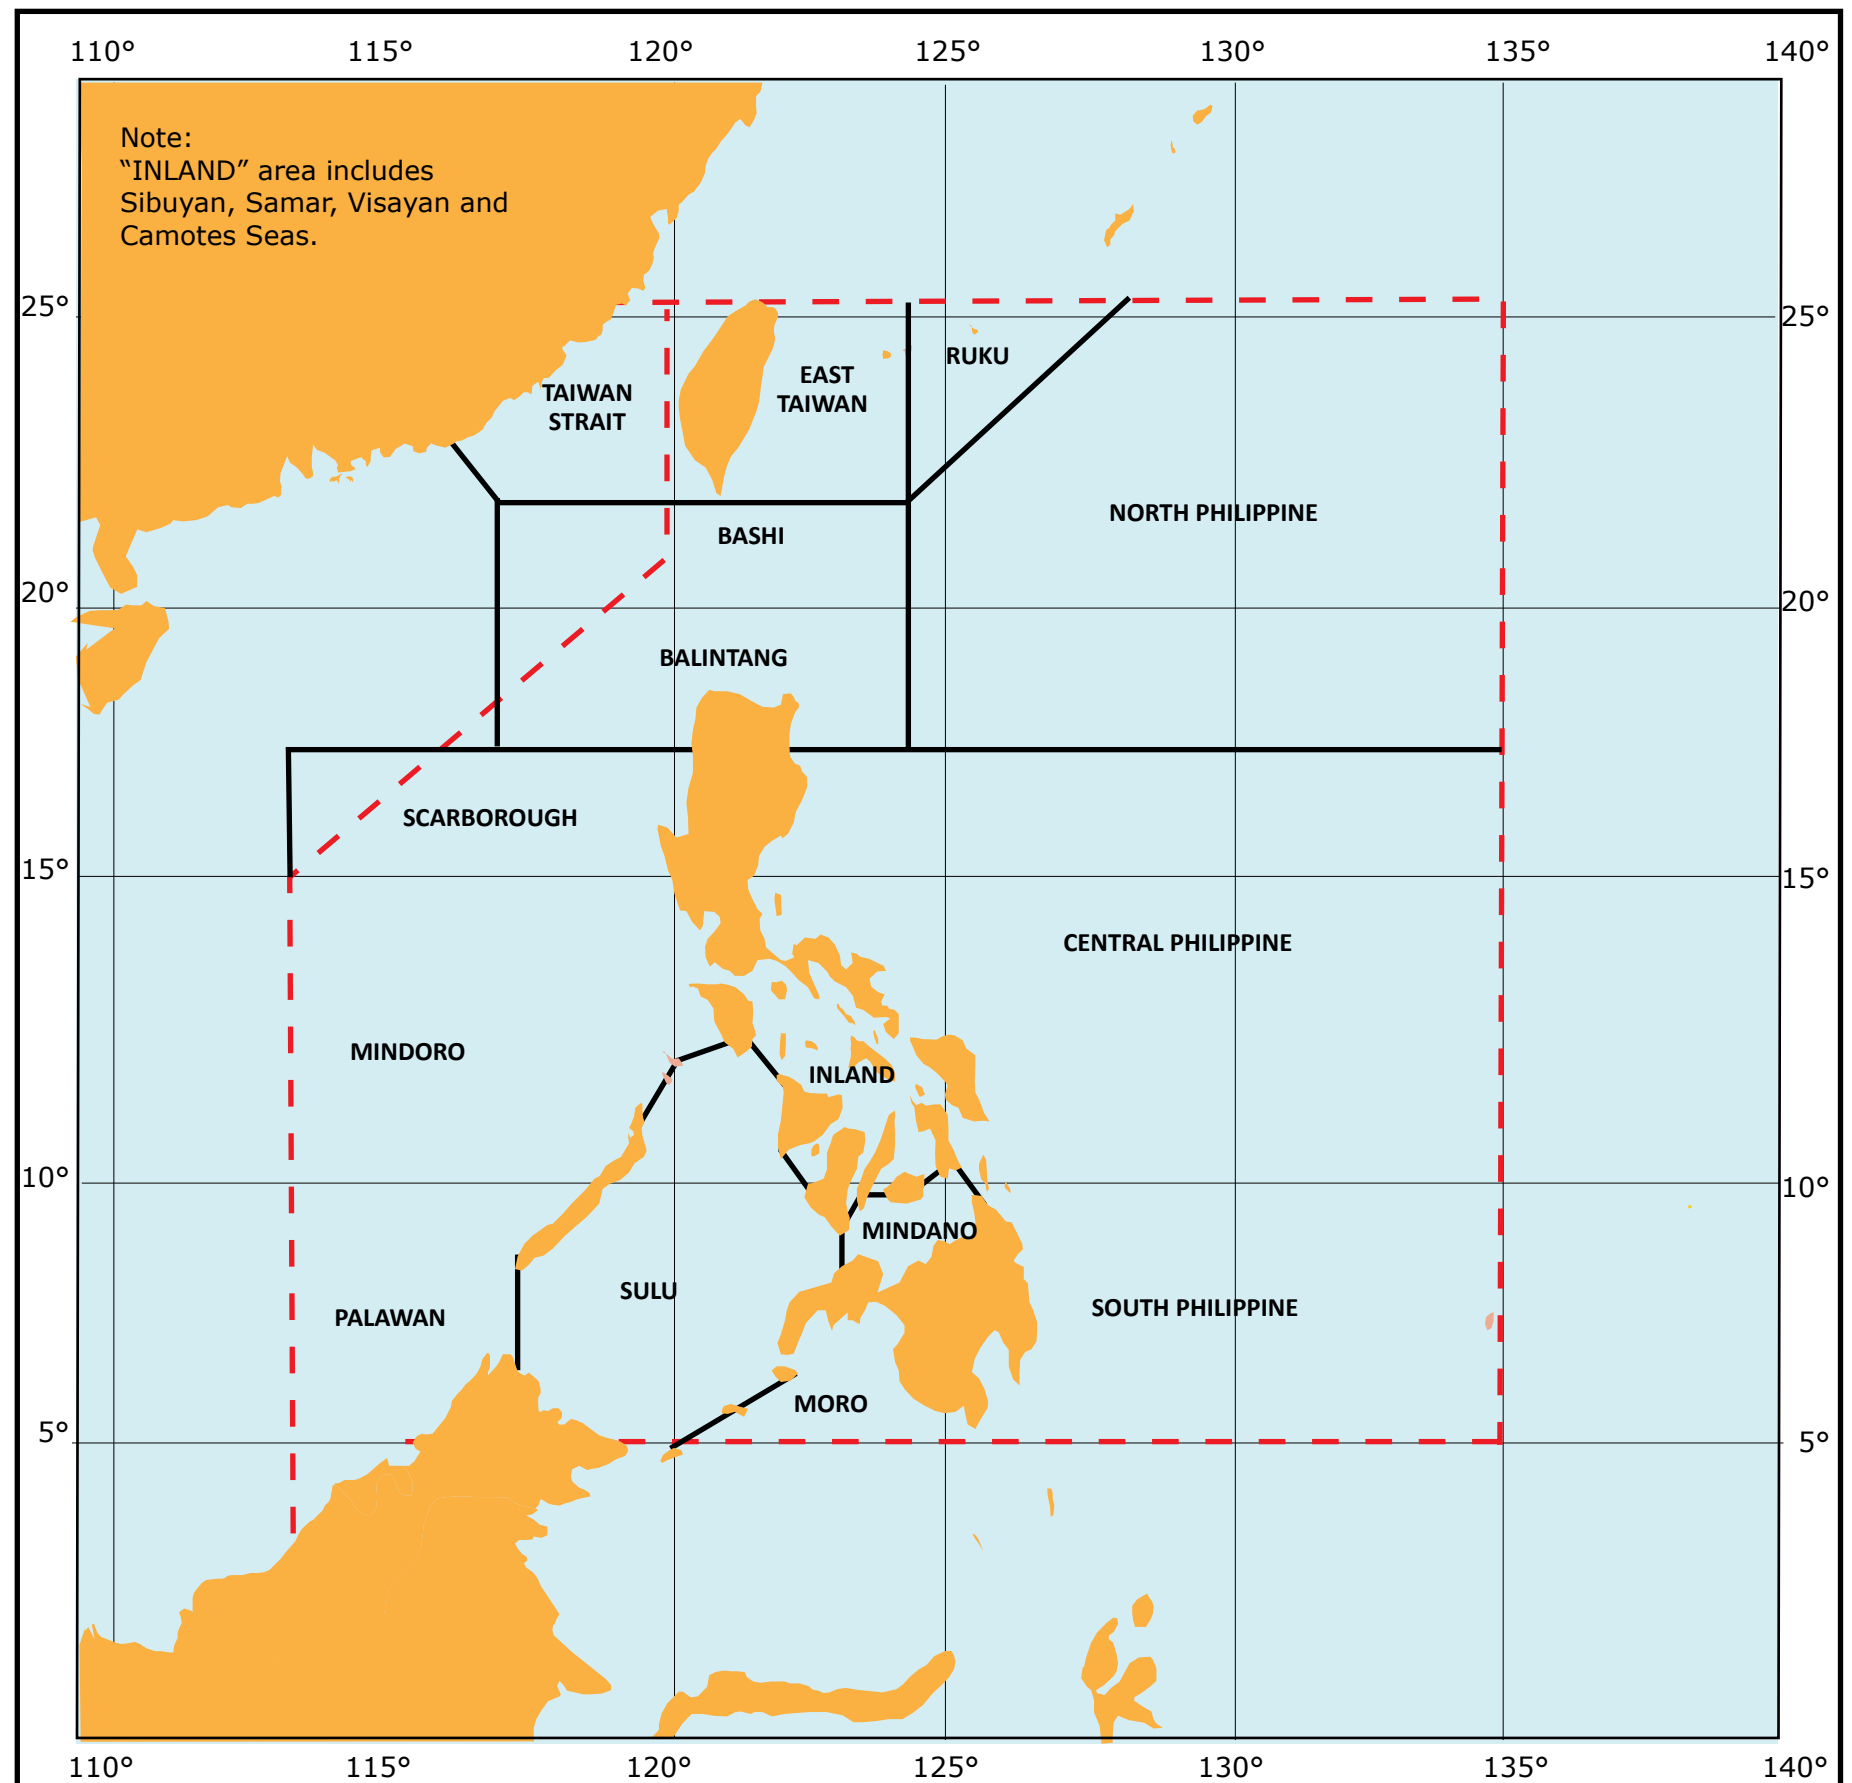 110° 115° 120° 125° 130° 135° 140°
Note:
“INLAND” area includes
Sibuyan, Samar, Visayan and
Camotes Seas.
25° 25°
RUKU
EAST
TAIWAN
TAIWAN
STRAIT
NORTH PHILIPPINE
BASHI
20° 20°
BALINTANG
SCARBOROUGH
15° 15°
CENTRAL PHILIPPINE
MINDORO
INLAND
10° 10°
MINDANO
SULU
SOUTH PHILIPPINE
PALAWAN
MORO
5° 5°
110° 115° 120° 125° 130° 135° 140°